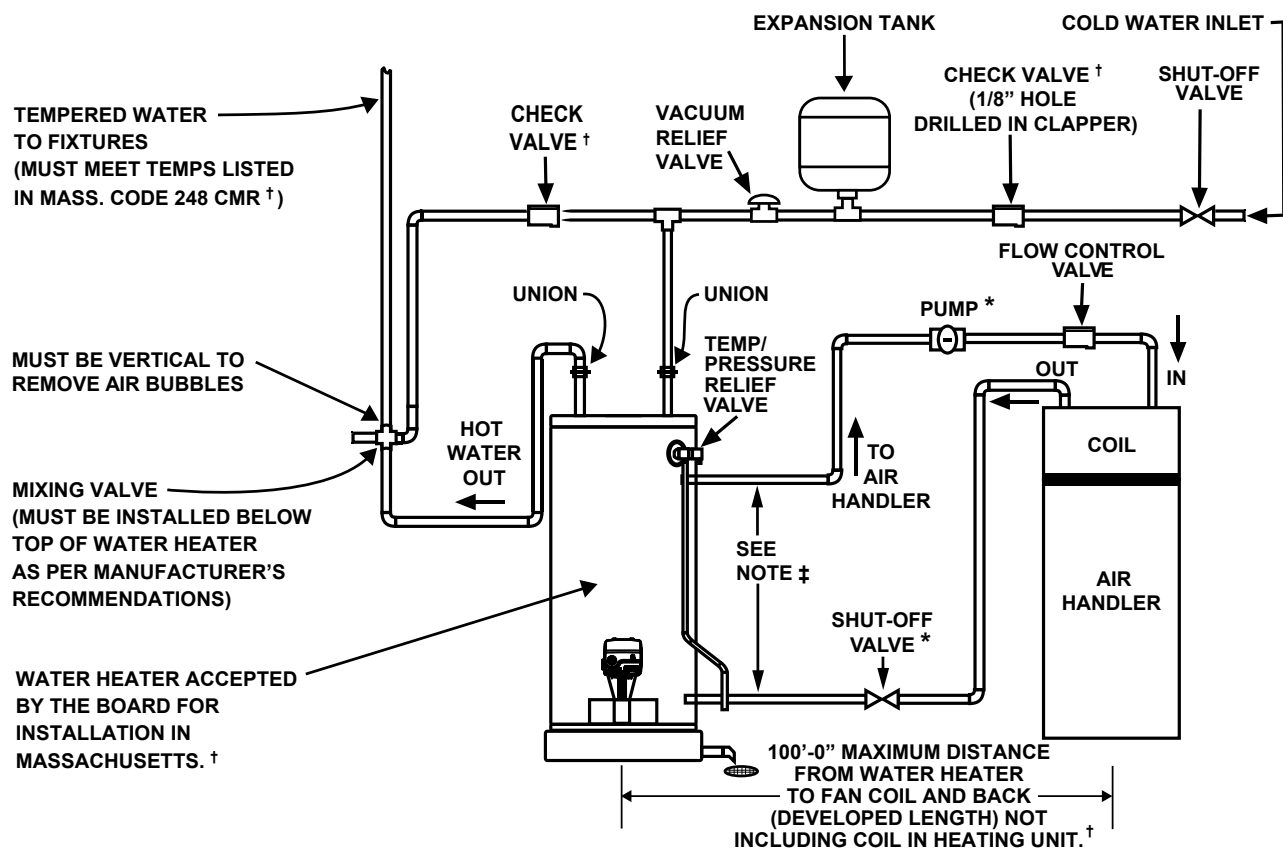 EXPANSION TANK
COLD WATER INLET
CHECK VALVE †
(1/8” HOLE
DRILLED IN CLAPPER)
SHUT-OFF
VALVE
TEMPERED WATER
TO FIXTURES
(MUST MEET TEMPS LISTED
IN MASS. CODE 248 CMR †)
CHECK
VALVE †
VACUUM
RELIEF
VALVE
FLOW CONTROL
VALVE
UNION
UNION
PUMP *
TEMP/
PRESSURE
RELIEF
VALVE
MUST BE VERTICAL TO
REMOVE AIR BUBBLES
OUT
IN
HOT
WATER
OUT
TO
AIR
HANDLER
COIL
MIXING VALVE
(MUST BE INSTALLED BELOW
TOP OF WATER HEATER
AS PER MANUFACTURER’S
RECOMMENDATIONS)
SEE
NOTE ‡
AIR
HANDLER
SHUT-OFF
VALVE *
WATER HEATER ACCEPTED
BY THE BOARD FOR
INSTALLATION IN
MASSACHUSETTS. †
100’-0” MAXIMUM DISTANCE
FROM WATER HEATER
TO FAN COIL AND BACK
(DEVELOPED LENGTH) NOT
INCLUDING COIL IN HEATING UNIT. †